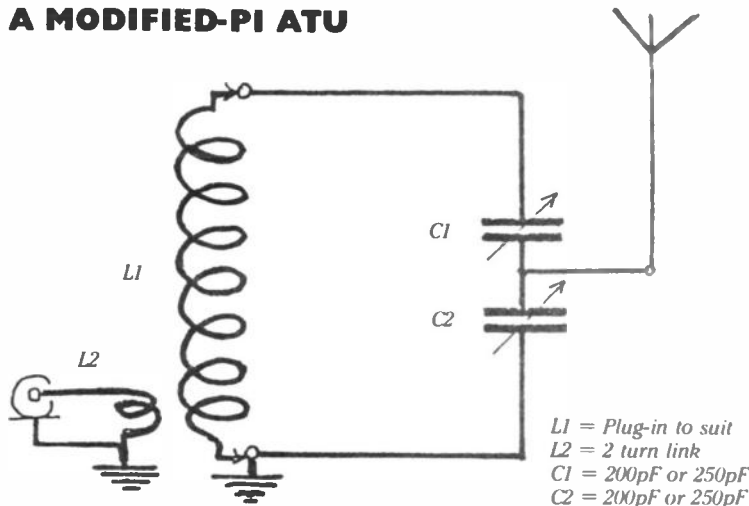 A MODIFIED-PI ATU
C1
L1
C2
L2
L1 = Plug-in to suit
L2 = 2 turn link
C1 = 200pF or 250pF
C2 = 200pF or 250pF